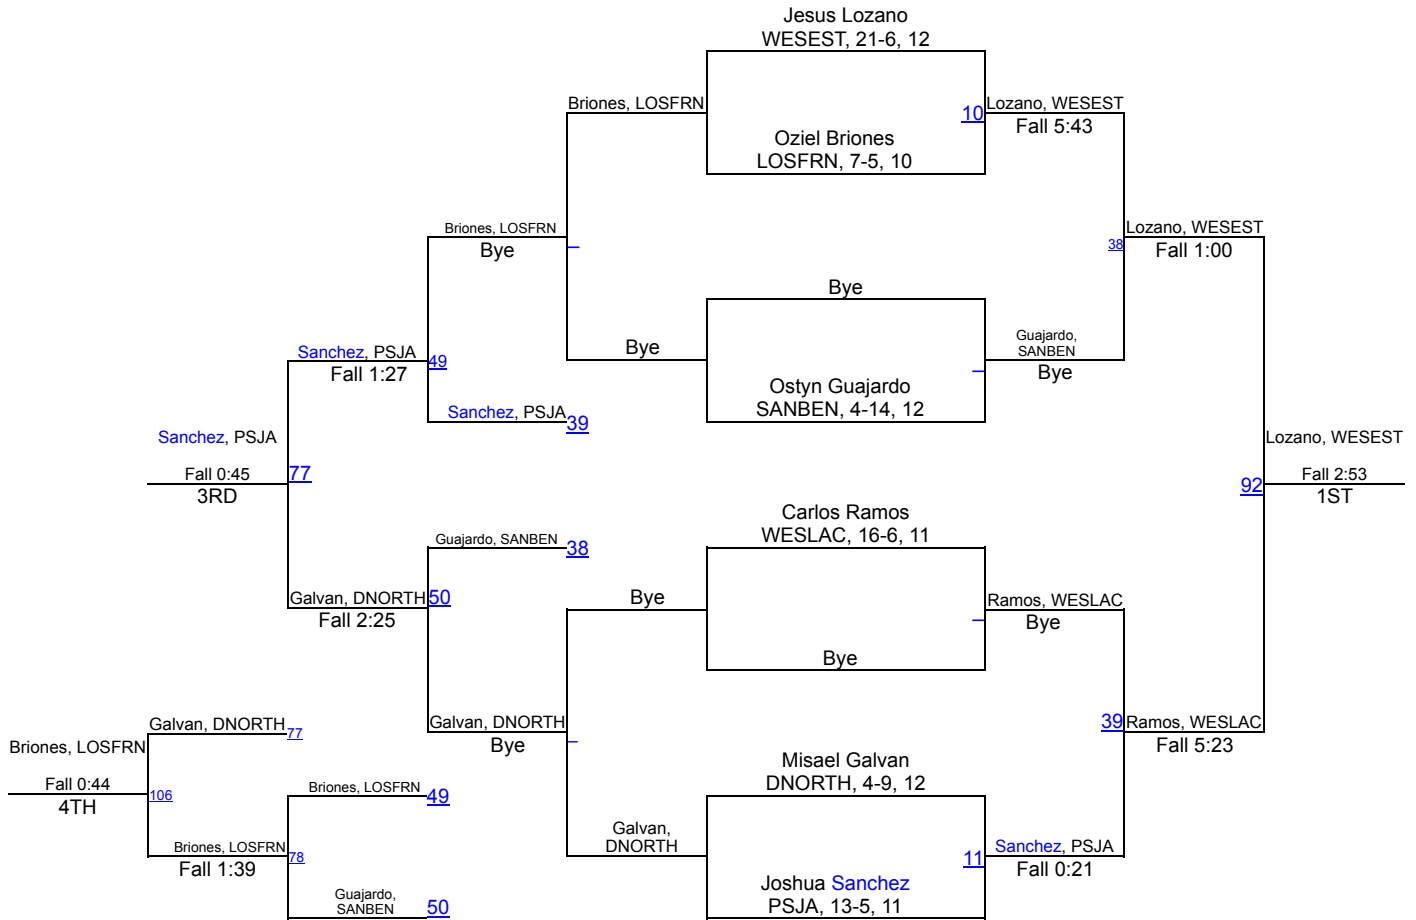 Jesus Lozano
WESEST, 21-6, 12
Briones, LOSFRN
10
Lozano, WESEST
Fall 5:43
Oziel Briones
LOSFRN, 7-5, 10
Briones, LOSFRN
Bye
38
Lozano, WESEST
Fall 1:00
Bye
Sanchez, PSJA
Fall 1:27
49
Bye
Guajardo,
SANBEN
Bye
Ostyn Guajardo
SANBEN, 4-14, 12
Sanchez, PSJA
39
Sanchez, PSJA
Fall 0:45
3RD
77
Lozano, WESEST
92
Fall 2:53
1ST
Carlos Ramos
WESLAC, 16-6, 11
Guajardo, SANBEN
38
Galvan, DNORTH
Fall 2:25
50
Bye
Ramos, WESLAC
Bye
Bye
Galvan, DNORTH
77
Galvan, DNORTH
Bye
39
Ramos, WESLAC
Fall 5:23
Briones, LOSFRN
Fall 0:44
4TH
106
Misael Galvan
DNORTH, 4-9, 12
Briones, LOSFRN
49
Briones, LOSFRN
Fall 1:39
78
Galvan,
DNORTH
11
Sanchez, PSJA
Fall 0:21
Joshua Sanchez
PSJA, 13-5, 11
Guajardo,
SANBEN
50